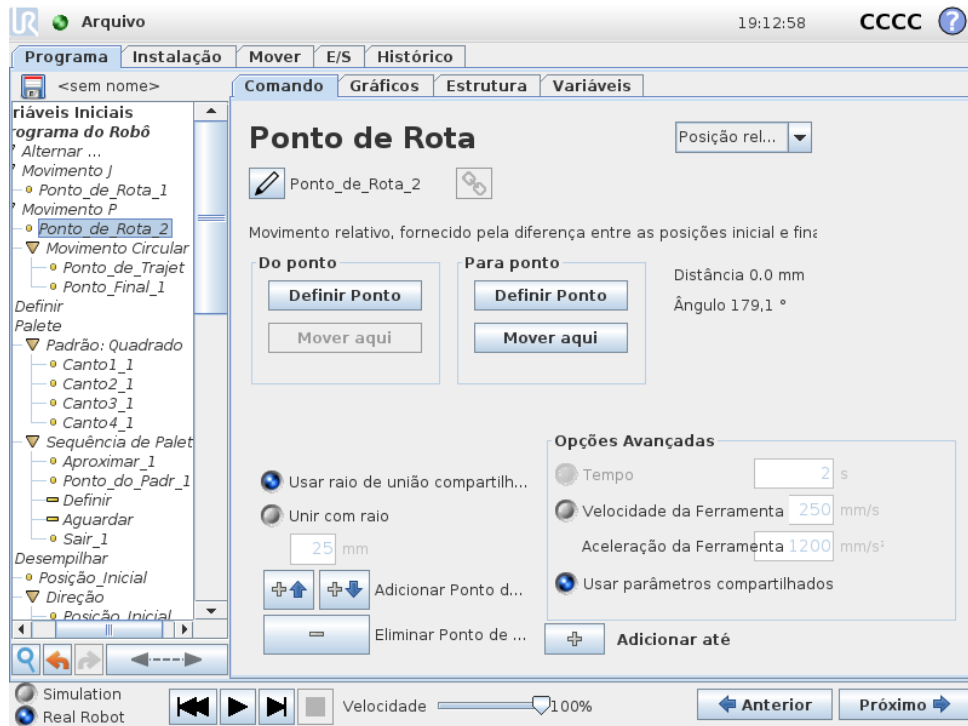 UR Arquivo 19:12:58 CCCC ?
Programa Instalação Mover E/S Histórico
<sem nome>
Comando Gráficos Estrutura Variáveis
riáveis Iniciais
rograma do Robô
Alternar ...
Movimento J
Ponto_de_Rota_1
Movimento P
Ponto_de_Rota_2
Movimento Circular
Ponto_de_Trajet
Ponto_Final_1
Definir
Palete
Padrão: Quadrado
Canto1_1
Canto2_1
Canto3_1
Canto4_1
Sequência de Palet
Aproximar_1
Ponto_do_Padr_1
Definir
Aguardar
Sair_1
Desempilhar
Posição_Inicial
Direção
Posição_Inicial
Ponto de Rota
Posição rel...
Ponto_de_Rota_2
Movimento relativo, fornecido pela diferença entre as posições inicial e fina
Do ponto
Definir Ponto
Mover aqui
Para ponto
Definir Ponto
Mover aqui
Distância 0.0 mm
Ângulo 179,1 °
Usar raio de união compartilh...
Unir com raio
25 mm
Adicionar Ponto d...
Eliminar Ponto de ...
Opções Avançadas
Tempo 2 s
Velocidade da Ferramenta 250 mm/s
Aceleração da Ferramenta 1200 mm/s²
Usar parâmetros compartilhados
Adicionar até
Simulation
Real Robot
Velocidade 100%
Anterior Próximo